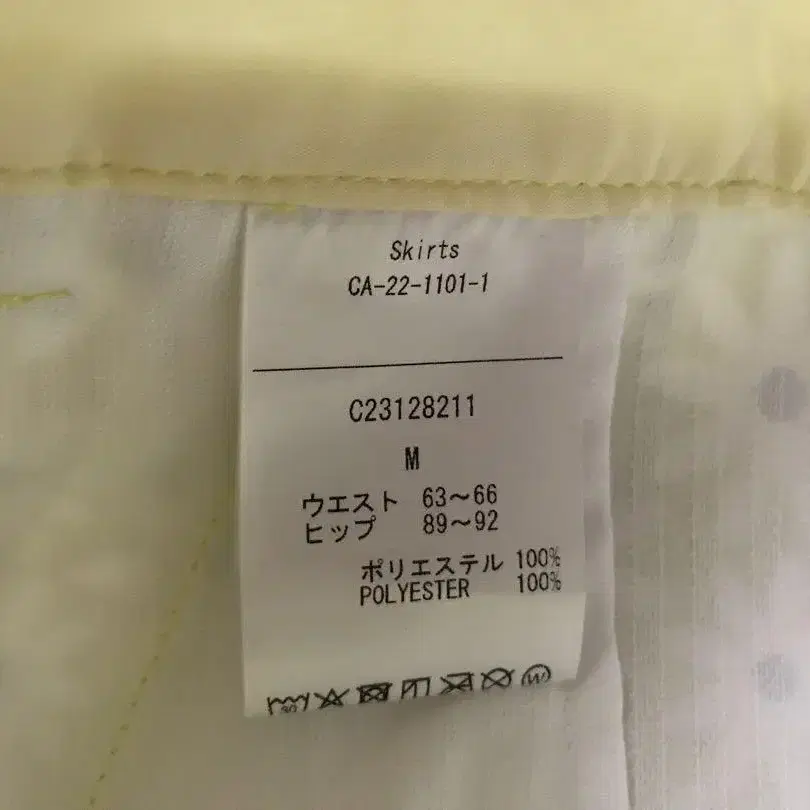 Skirts
CA-22-1101-1
C23128211
M
ウエスト 63〜66
ヒップ 89〜92
ポリエステル 100%
POLYESTER 100%
30
W